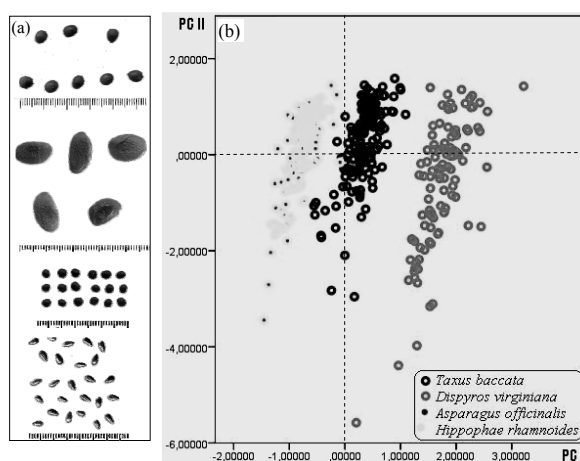 (a)
(b)
PC II
2,00000
,00000
-2,00000
-4,00000
-6,00000
-2,00000
-1,00000
,00000
1,00000
2,00000
3,00000
PC
Taxus baccata
Dispyros virginiana
Asparagus officinalis
Hippophae rhamnoides